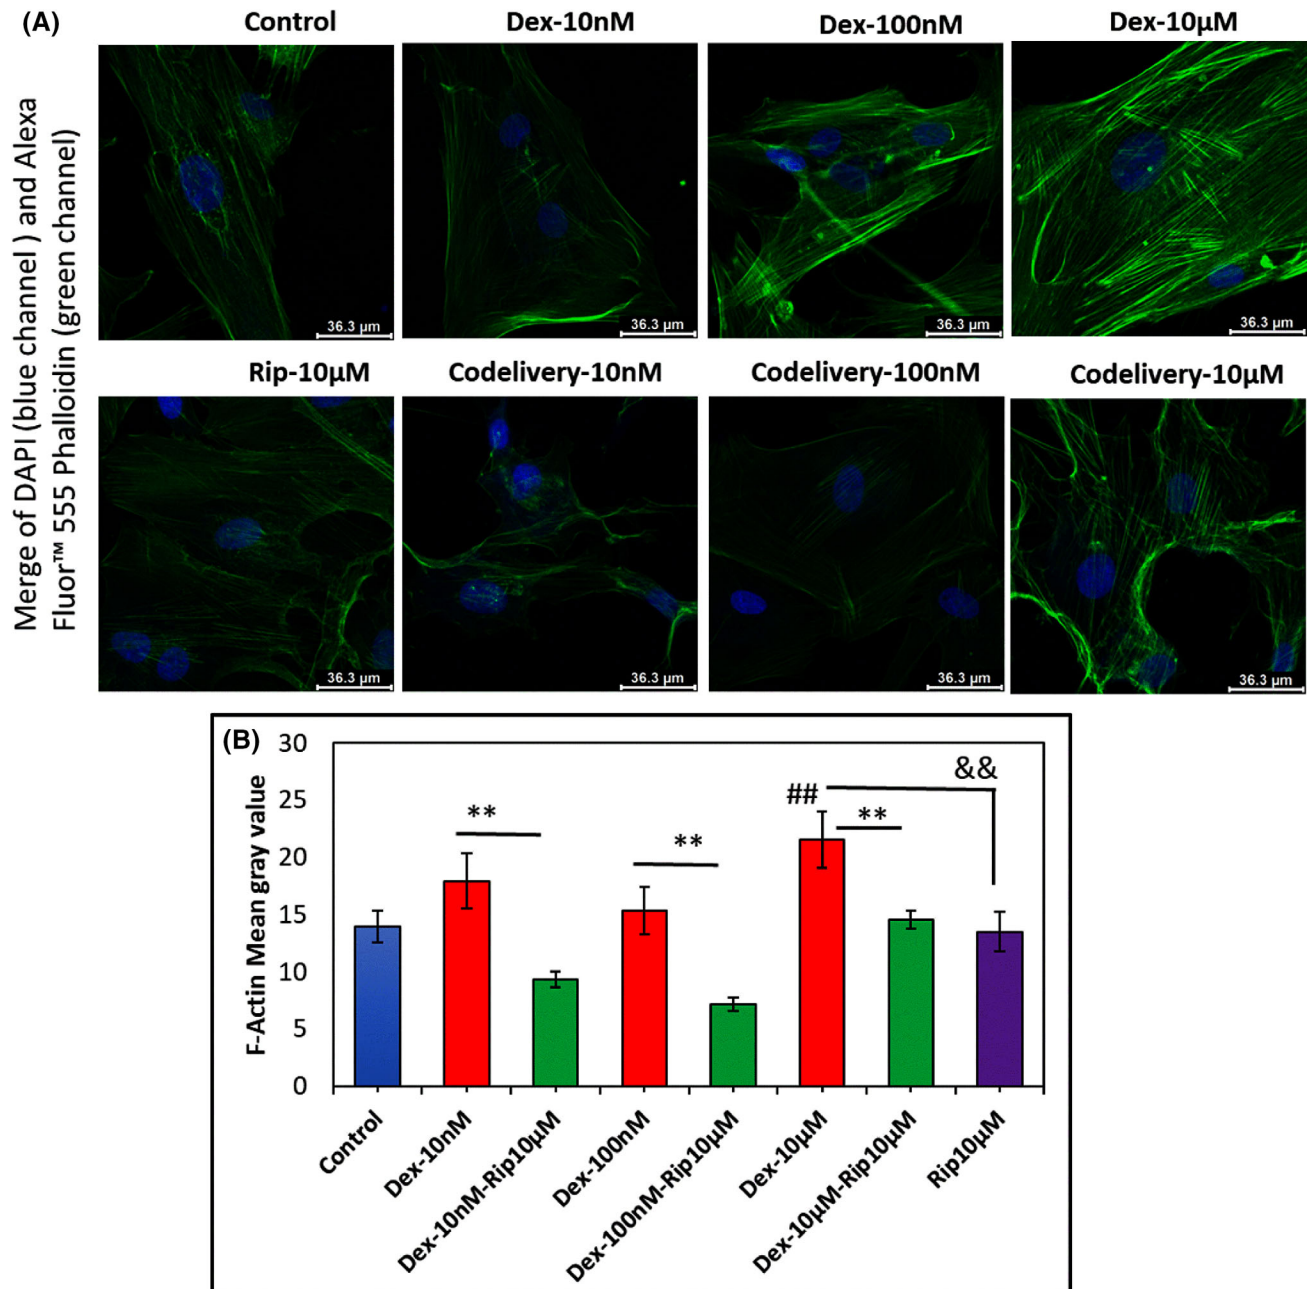 (A)
Control
Dex-10nM
Dex-100nM
Dex-10µM
Merge of DAPI (blue channel ) and Alexa
Fluor™ 555 Phalloidin (green channel)
36.3 µm
36.3 µm
36.3 µm
36.3 µm
Rip-10µM
Codelivery-10nM
Codelivery-100nM
Codelivery-10µM
36.3 µm
36.3 µm
36.3 µm
36.3 µm
(B)
F-Actin Mean gray value
30
25
20
15
10
5
0
**
**
##
**
&&
Control
Dex-10nM
Dex-10nM-Rip10µM
Dex-100nM
Dex-100nM-Rip10µM
Dex-10µM
Dex-10µM-Rip10µM
Rip10µM